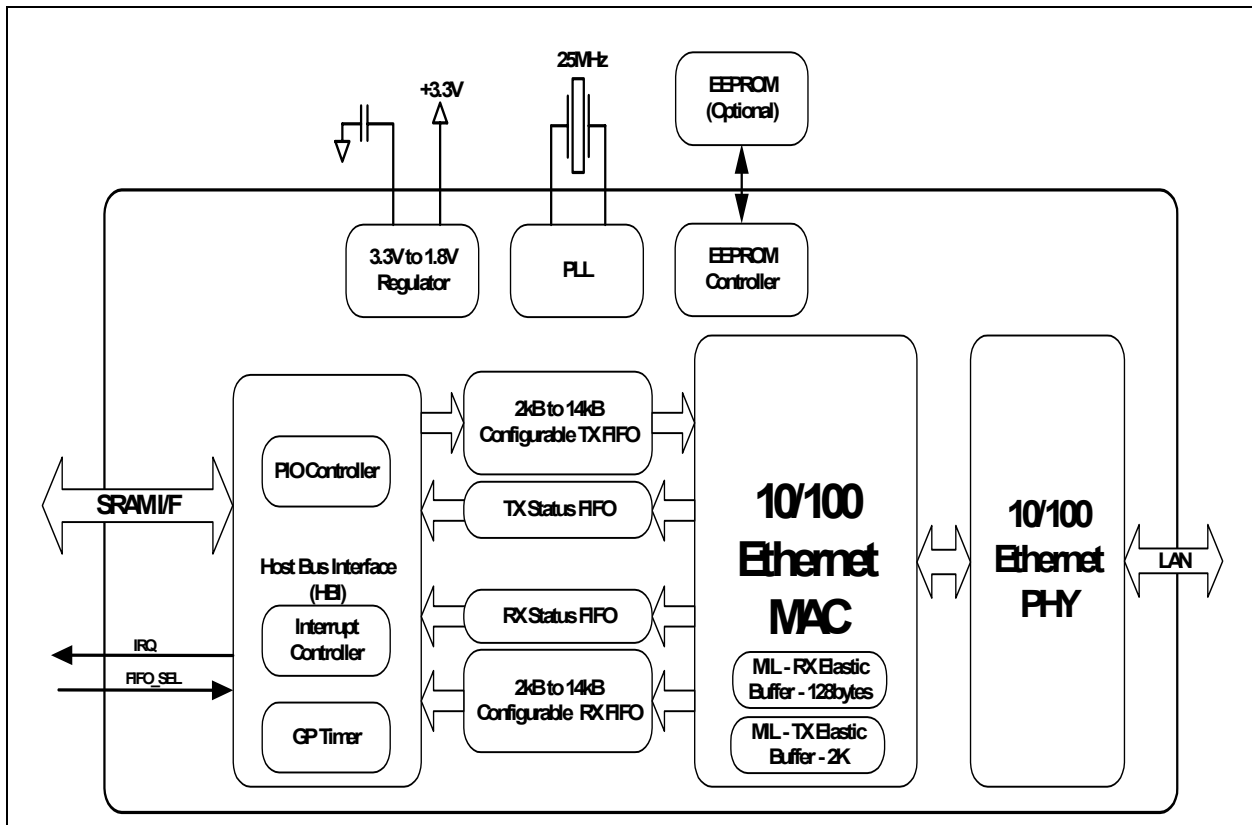 25MHz
+3.3V
EEPROM
(Optional)
3.3V to 1.8V
Regulator
PLL
EEPROM
Controller
2kB to 14kB
Configurable TX FIFO
PIO Controller
SRAM I/F
TX Status FIFO
10/100
Ethernet
MAC
10/100
Ethernet
PHY
LAN
Host Bus Interface
(HBI)
RX Status FIFO
Interrupt
Controller
IRQ
FIFO_SEL
2kB to 14kB
Configurable RX FIFO
MIL - RX Elastic
Buffer - 128bytes
GP Timer
MIL - TX Elastic
Buffer - 2K